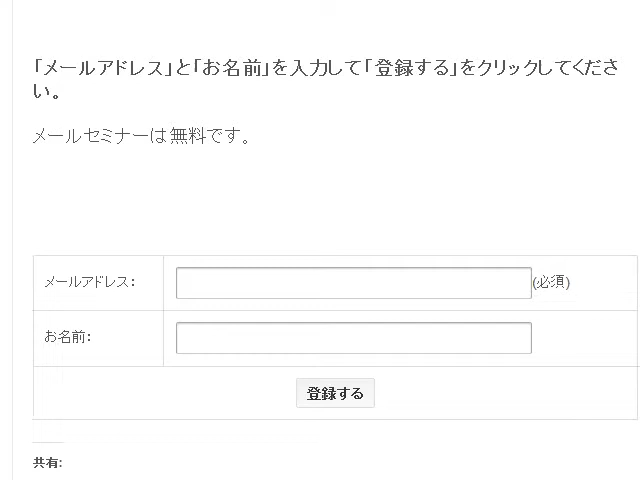 「メールアドレス」と「お名前」を入力して「登録する」をクリックしてくださ
い。
メールセミナーは無料です。
メールアドレス: (必須)
お名前:
登録する
共有: